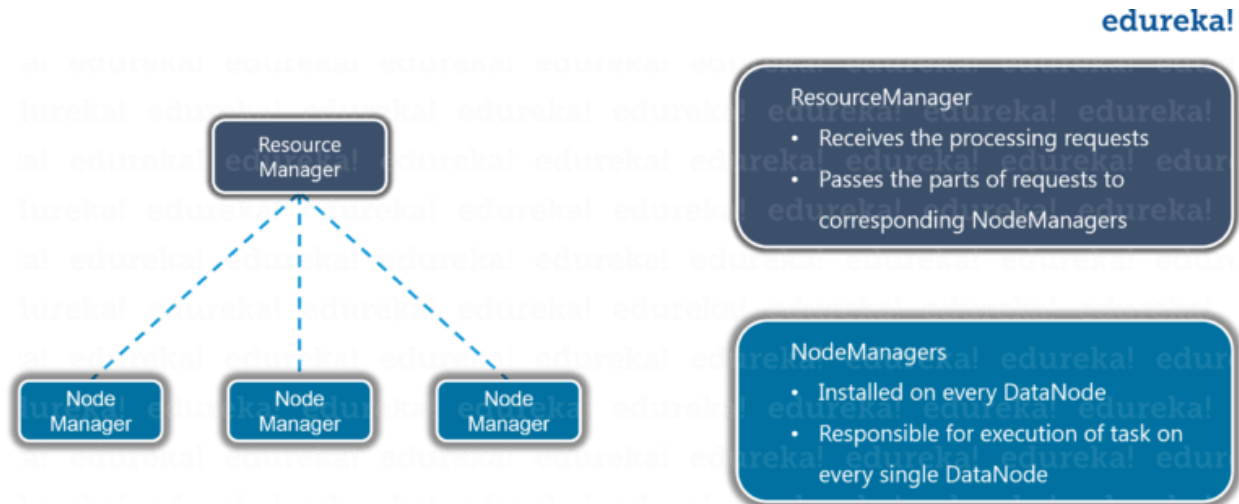 edureka!
Resource
Manager
Node
Manager
Node
Manager
Node
Manager
ResourceManager
• Receives the processing requests
• Passes the parts of requests to
corresponding NodeManagers
NodeManagers
• Installed on every DataNode
• Responsible for execution of task on
every single DataNode